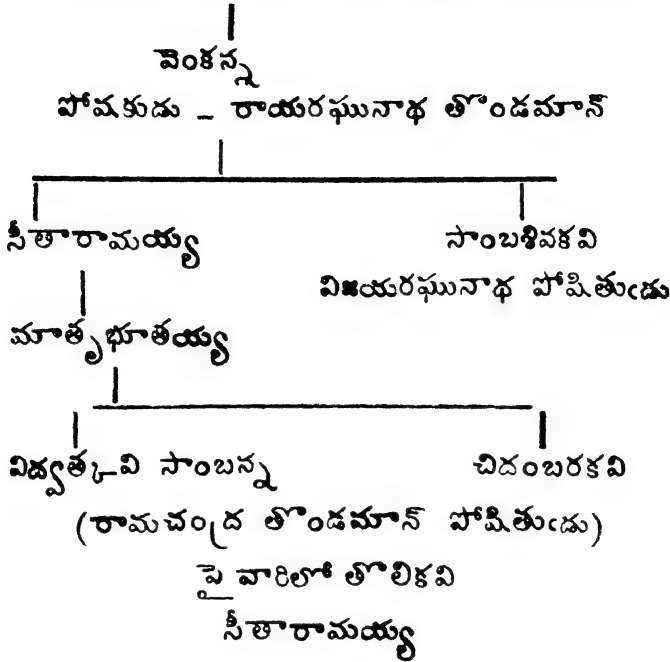 వెంకన్న
పోషకుడు – రాయరఘునాథ తొండమాన్
సీతారామయ్య సాంబశివకవి
విజయరఘునాథ పోషితుఁడు
మాతృభూతయ్య
విద్వత్కవి సాంబన్న చిదంబరకవి
(రామచంద్ర తొండమాన్ పోషితుఁడు)
పై వారిలో తొలికవి
సీతారామయ్య